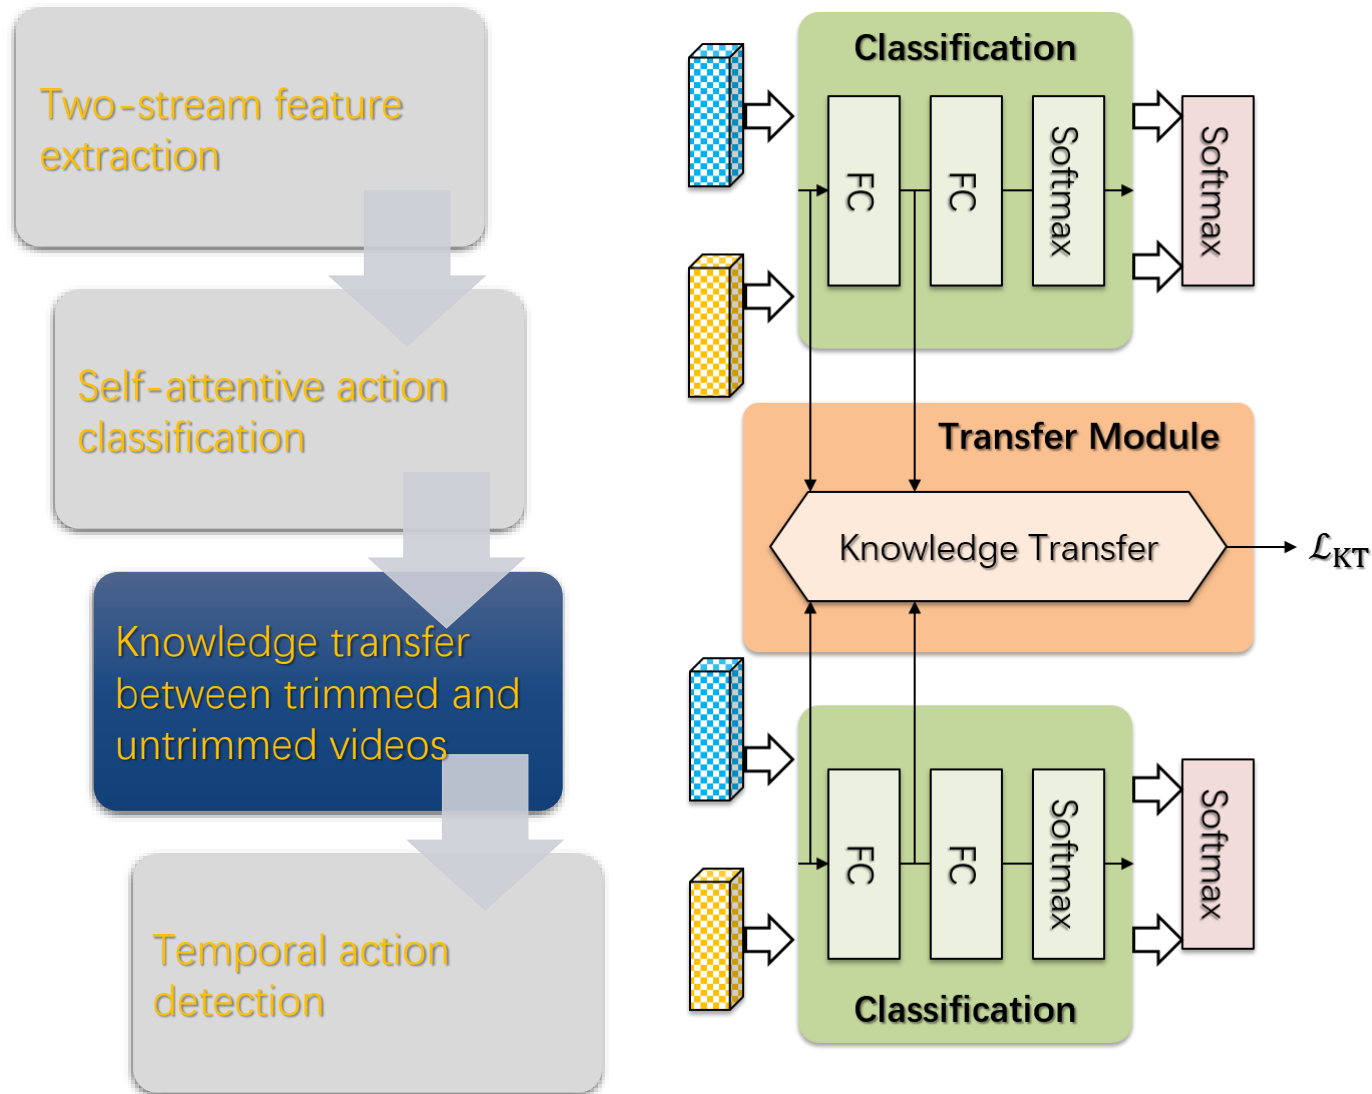 Two-stream feature
extraction
Self-attentive action
classification
Knowledge transfer
between trimmed and
untrimmed videos
Temporal action
detection
Classification
FC
FC
Softmax
Softmax
Transfer Module
Knowledge Transfer
ℒKT
FC
FC
Softmax
Softmax
Classification